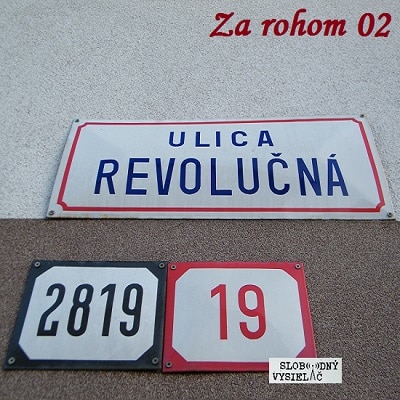 Za rohom 02
ULICA
REVOLUČNÁ
2819
19
SLOBODNÝ
VYSIELAČ